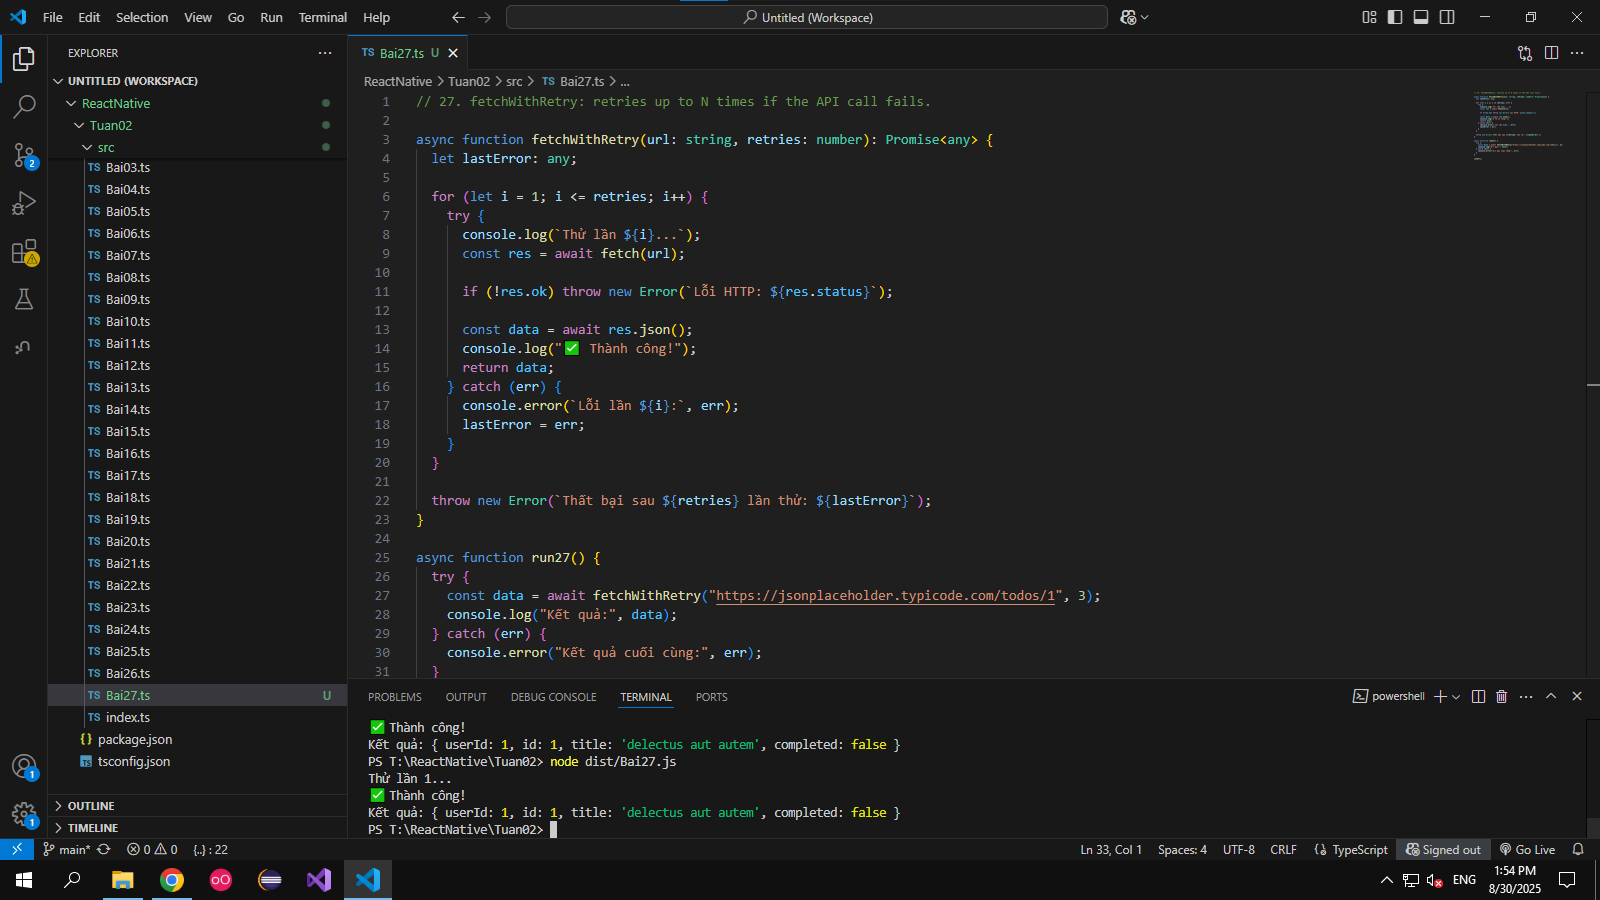 File Edit Selection View Go Run Terminal Help
Untitled (Workspace)
EXPLORER
UNTITLED (WORKSPACE)
ReactNative
Tuan02
src
TS Bai03.ts
TS Bai04.ts
TS Bai05.ts
TS Bai06.ts
TS Bai07.ts
TS Bai08.ts
TS Bai09.ts
TS Bai10.ts
TS Bai11.ts
TS Bai12.ts
TS Bai13.ts
TS Bai14.ts
TS Bai15.ts
TS Bai16.ts
TS Bai17.ts
TS Bai18.ts
TS Bai19.ts
TS Bai20.ts
TS Bai21.ts
TS Bai22.ts
TS Bai23.ts
TS Bai24.ts
TS Bai25.ts
TS Bai26.ts
TS Bai27.ts U
TS index.ts
{} package.json
TS tsconfig.json
OUTLINE
TIMELINE
2
1
1
TS Bai27.ts U
ReactNative > Tuan02 > src > TS Bai27.ts > ...
1 // 27. fetchWithRetry: retries up to N times if the API call fails.
2
3 async function fetchWithRetry(url: string, retries: number): Promise<any> {
4 let lastError: any;
5
6 for (let i = 1; i <= retries; i++) {
7 try {
8 console.log(`Thử lần ${i}...`);
9 const res = await fetch(url);
10
11 if (!res.ok) throw new Error(`Lỗi HTTP: ${res.status}`);
12
13 const data = await res.json();
14 console.log("✅ Thành công!");
15 return data;
16 } catch (err) {
17 console.error(`Lỗi lần ${i}:`, err);
18 lastError = err;
19 }
20 }
21
22 throw new Error(`Thất bại sau ${retries} lần thử: ${lastError}`);
23 }
24
25 async function run27() {
26 try {
27 const data = await fetchWithRetry("https://jsonplaceholder.typicode.com/todos/1", 3);
28 console.log("Kết quả:", data);
29 } catch (err) {
30 console.error("Kết quả cuối cùng:", err);
31 }
PROBLEMS OUTPUT DEBUG CONSOLE TERMINAL PORTS
powershell
✅ Thành công!
Kết quả: { userId: 1, id: 1, title: 'delectus aut autem', completed: false }
PS T:\ReactNative\Tuan02> node dist/Bai27.js
Thử lần 1...
✅ Thành công!
Kết quả: { userId: 1, id: 1, title: 'delectus aut autem', completed: false }
PS T:\ReactNative\Tuan02>
main* 0 0 {..} : 22
Ln 33, Col 1 Spaces: 4 UTF-8 CRLF {} TypeScript Signed out Go Live
ENG
1:54 PM
8/30/2025